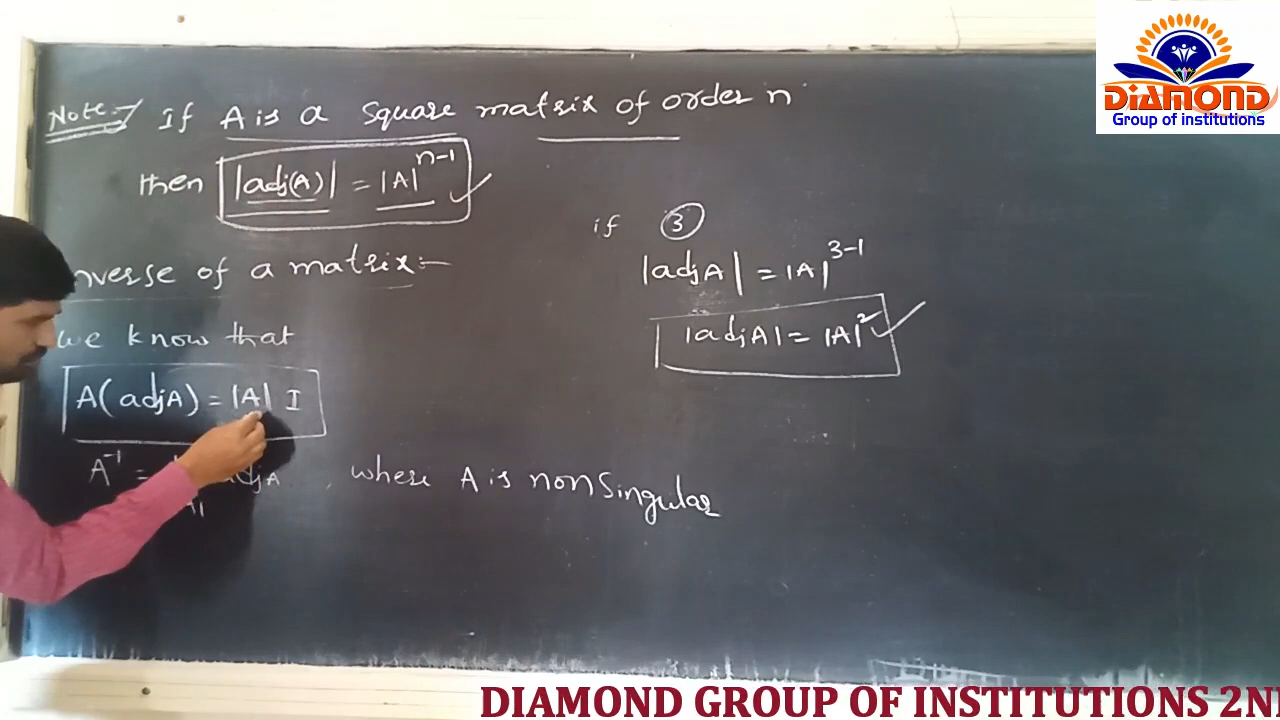 Note:- If A is a square matrix of order n
then |adj(A)| = |A|^{n-1}
nverse of a matrix:-
we know that
A(adjA) = |A| I
A^{-1} = adjA , where A is nonsingular
if 3
|adjA| = |A|^{3-1}
|adjA| = |A|^2
DIAMOND
Group of institutions
DIAMOND GROUP OF INSTITUTIONS 2N